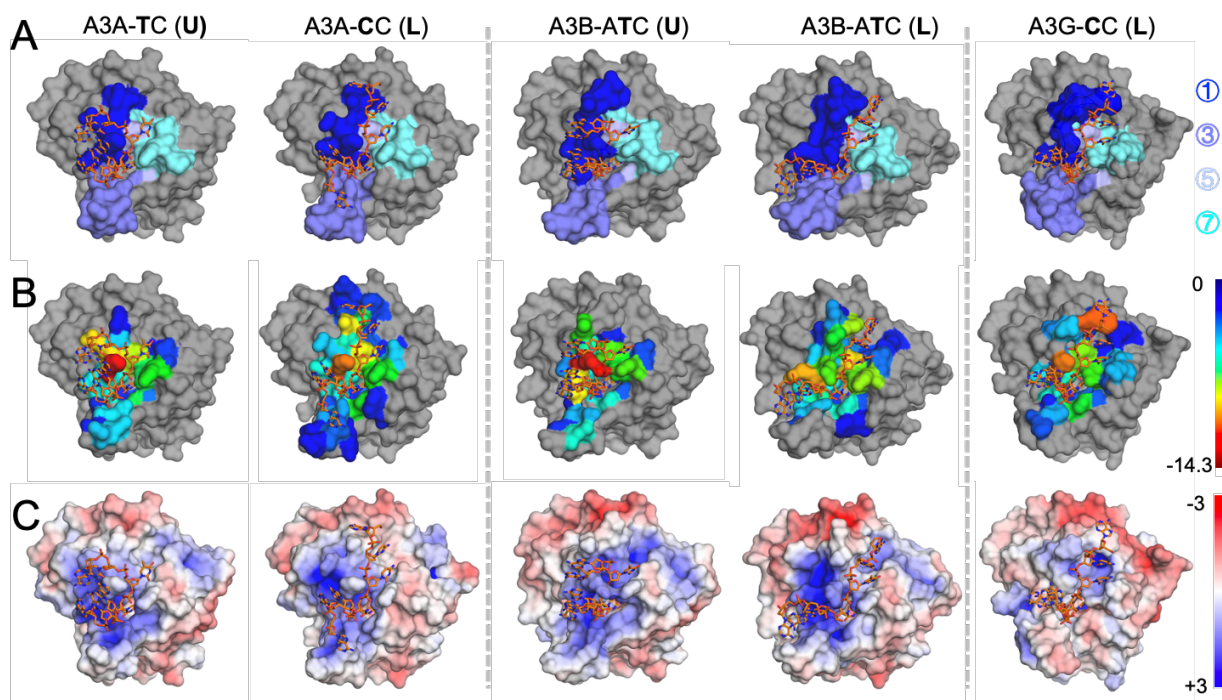 A
A3A-TC (U)
A3A-CC (L)
A3B-ATC (U)
A3B-ATC (L)
A3G-CC (L)
①
③
⑤
⑦
B
0
-14.3
C
-3
+3